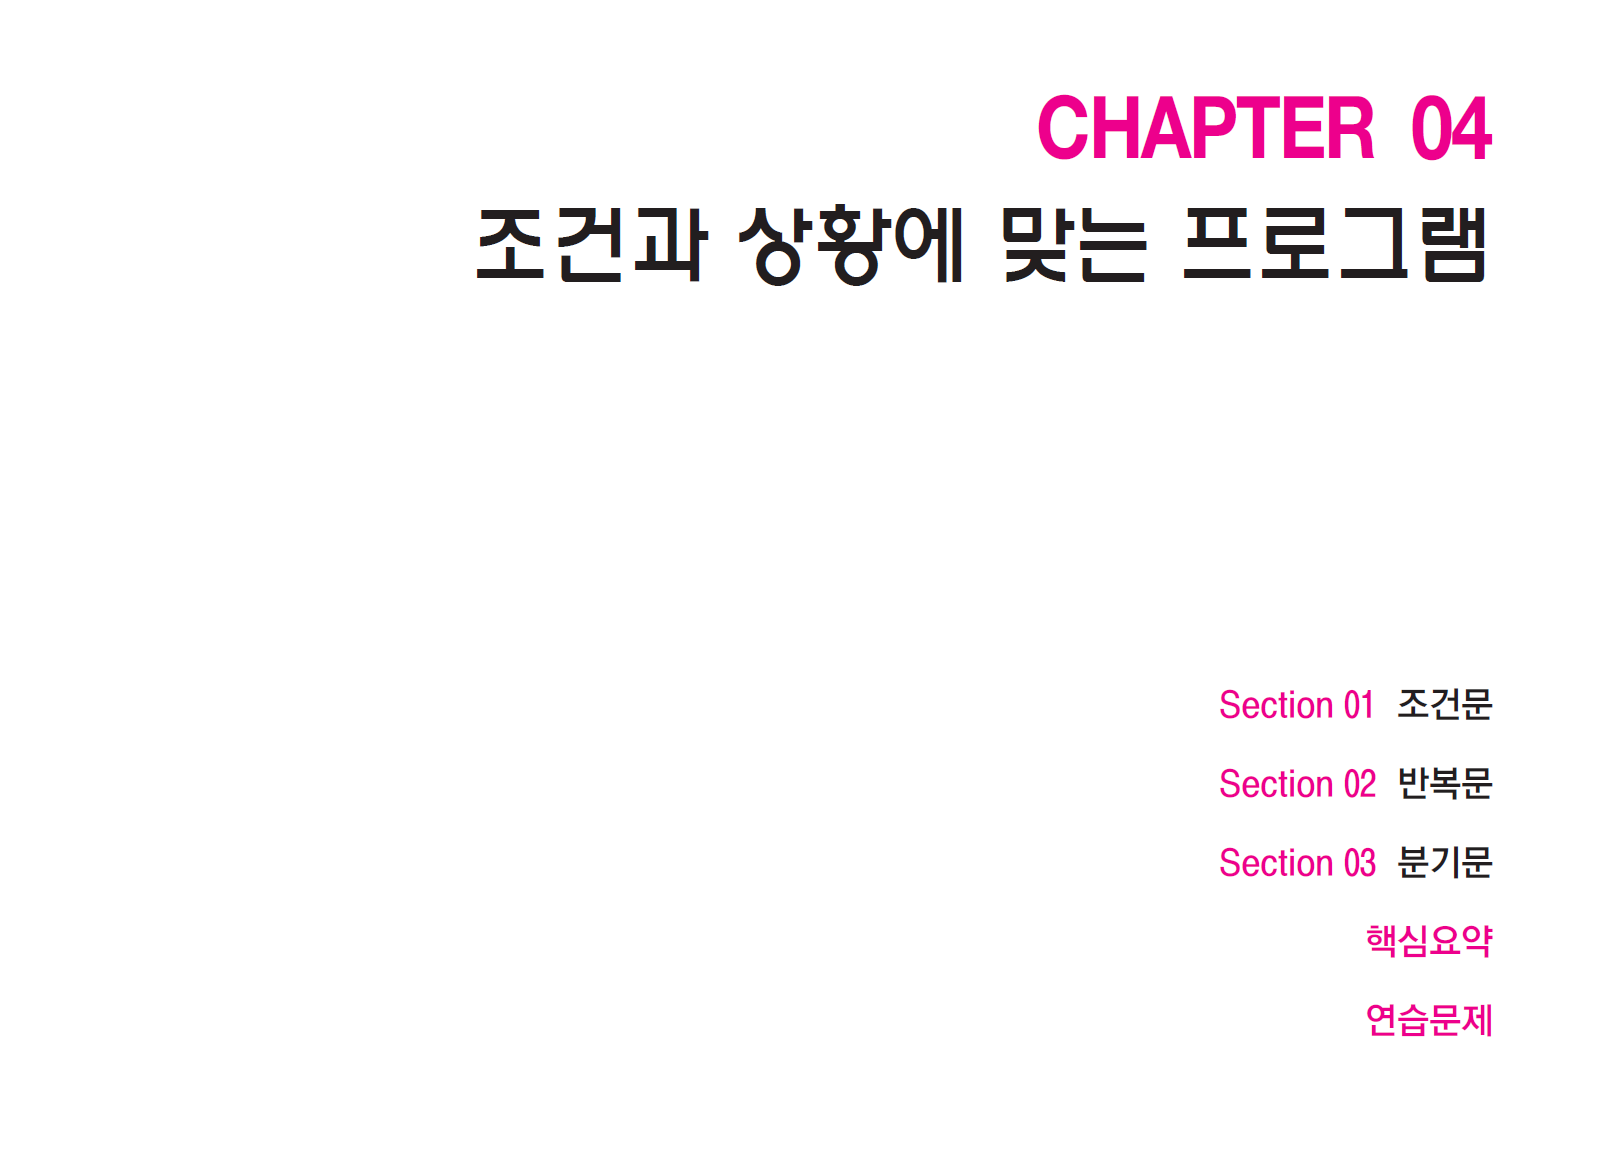 CHAPTER 04
조건과 상황에 맞는 프로그램
Section 01 조건문
Section 02 반복문
Section 03 분기문
핵심요약
연습문제